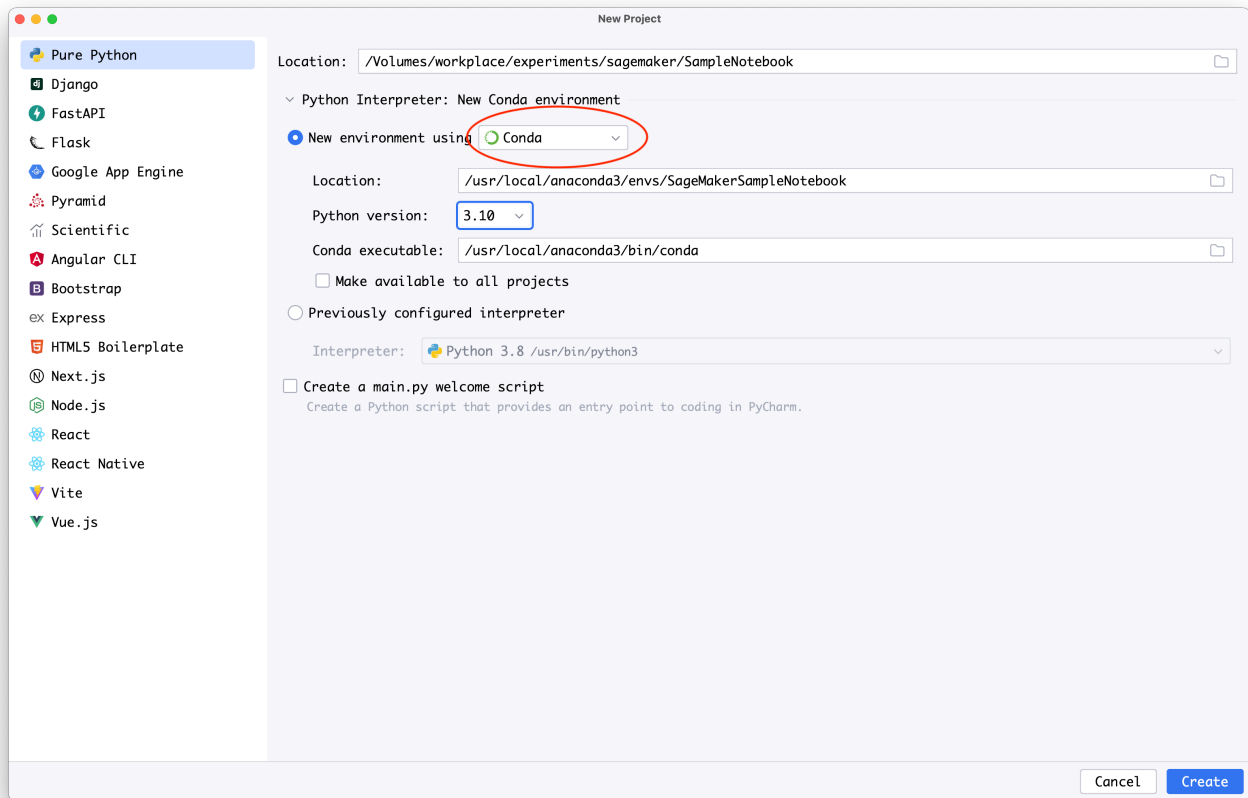 New Project
Pure Python
Django
FastAPI
Flask
Google App Engine
Pyramid
Scientific
Angular CLI
Bootstrap
Express
HTML5 Boilerplate
Next.js
Node.js
React
React Native
Vite
Vue.js
Location: /Volumes/workplace/experiments/sagemaker/SampleNotebook
Python Interpreter: New Conda environment
New environment using Conda
Location: /usr/local/anaconda3/envs/SageMakerSampleNotebook
Python version: 3.10
Conda executable: /usr/local/anaconda3/bin/conda
Make available to all projects
Previously configured interpreter
Interpreter: Python 3.8 /usr/bin/python3
Create a main.py welcome script
Create a Python script that provides an entry point to coding in PyCharm.
Cancel Create